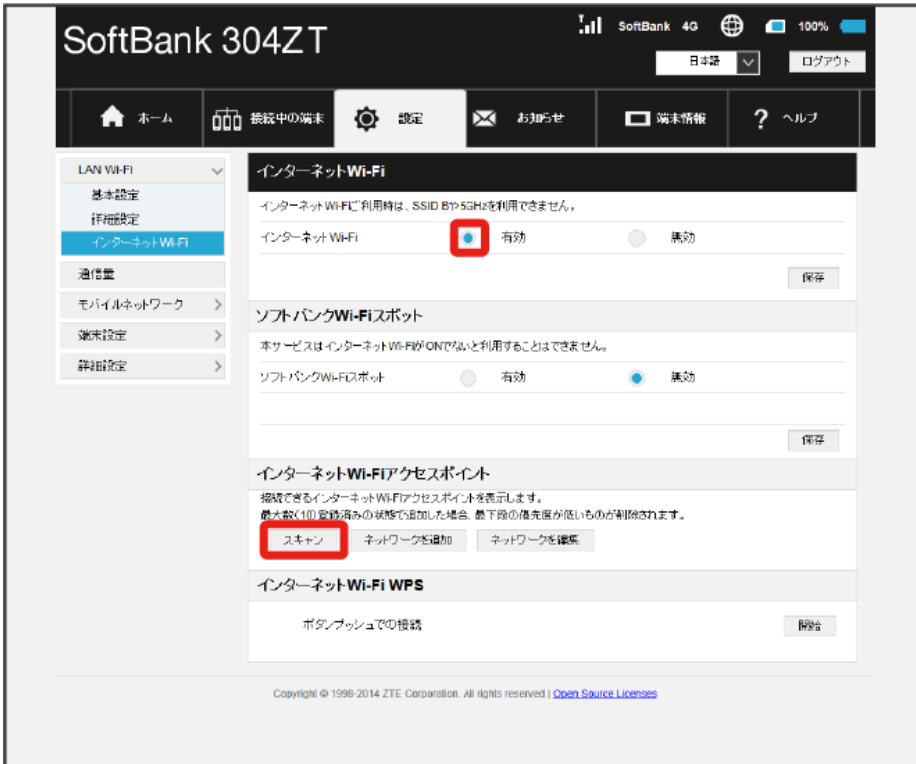 SoftBank 304ZT
SoftBank 4G 100%
日本語 ログアウト
ホーム 接続中の端末 設定 お知らせ 端末情報 ? ヘルプ
LAN Wi-Fi
基本設定
詳細設定
インターネットWi-Fi
通信量
モバイルネットワーク
端末設定
詳細設定
インターネットWi-Fi
インターネットWi-Fiご利用時は、SSID Bや5GHzを利用できません。
インターネットWi-Fi 有効 無効
保存
ソフトバンクWi-Fiスポット
本サービスはインターネットWi-FiがONでないと利用することはできません。
ソフトバンクWi-Fiスポット 有効 無効
保存
インターネットWi-Fiアクセスポイント
接続できるインターネットWi-Fiアクセスポイントを表示します。
最大数(10)登録済みの状態で追加した場合、最下段の優先度が低いものが削除されます。
スキャン ネットワークを追加 ネットワークを編集
インターネットWi-Fi WPS
ボタンプッシュでの接続 開始
Copyright © 1998-2014 ZTE Corporation. All rights reserved | Open Source Licenses